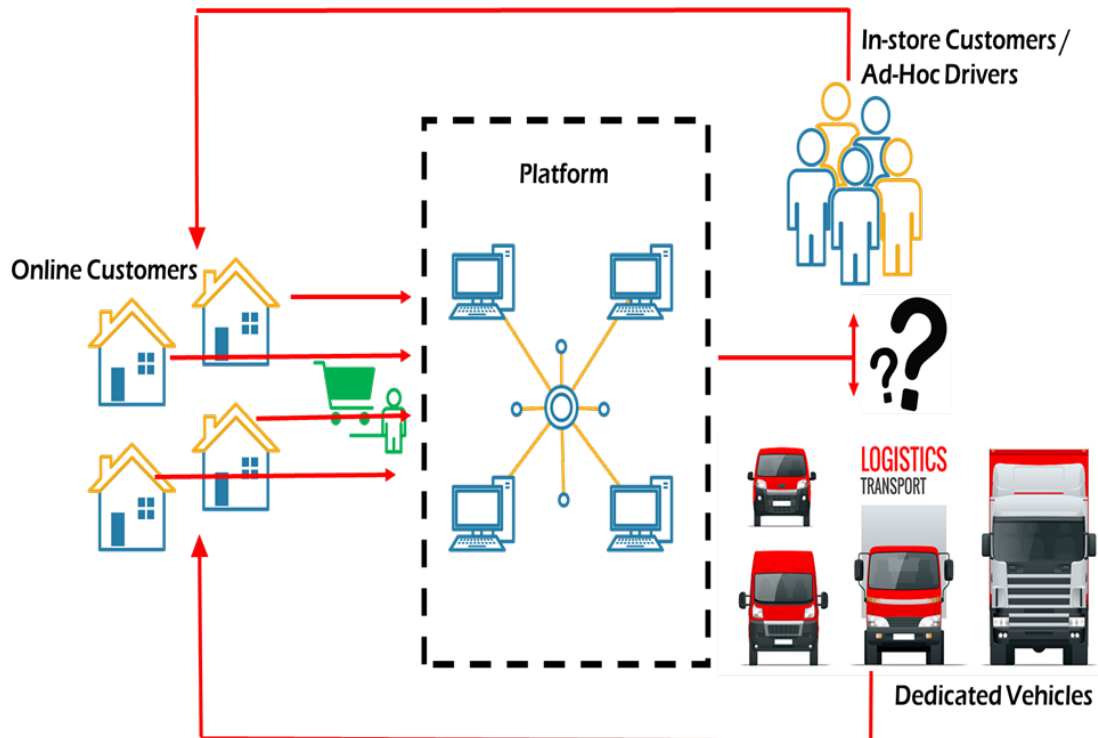 In-store Customers /
Ad-Hoc Drivers
Platform
Online Customers
??
LOGISTICS
TRANSPORT
Dedicated Vehicles